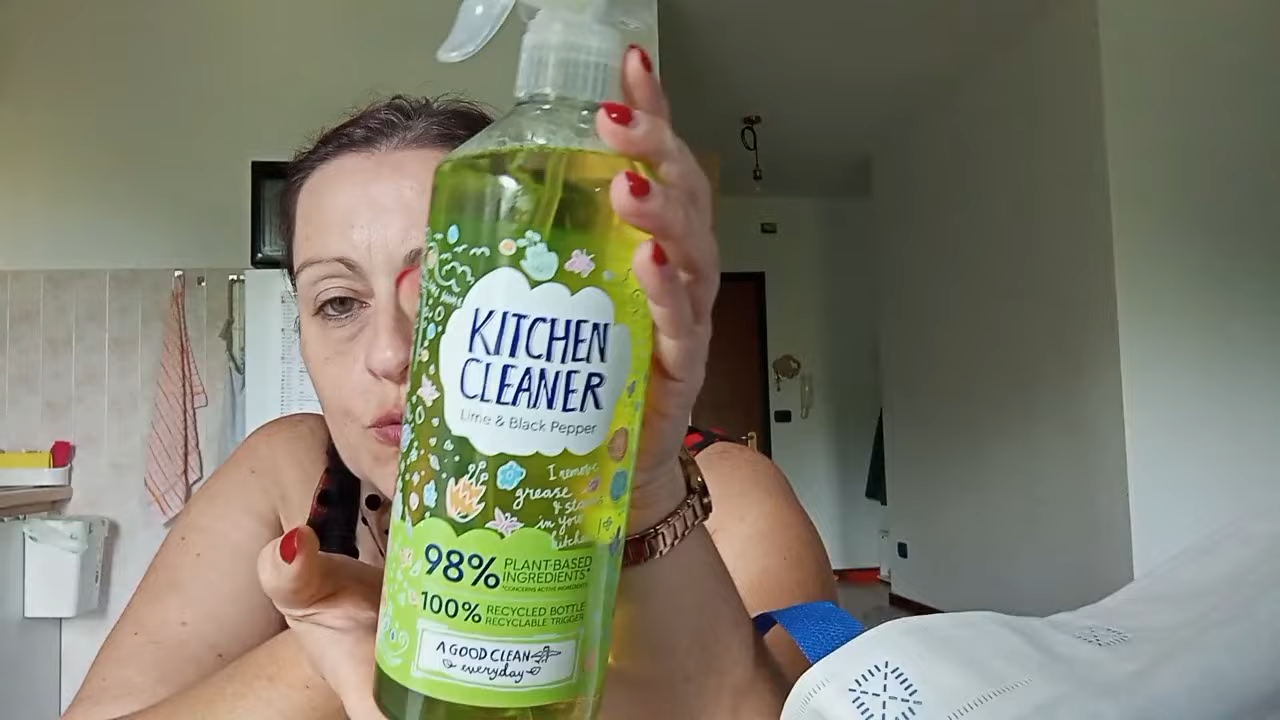 KITCHEN
CLEANER
Lime & Black Pepper
I remove
grease
& stains
in your
kitchen
98% PLANT-BASED
INGREDIENTS*
*CONCERNS ACTIVE INGREDIENTS
100% RECYCLED BOTTLE
RECYCLABLE TRIGGER
A GOOD CLEAN
everyday